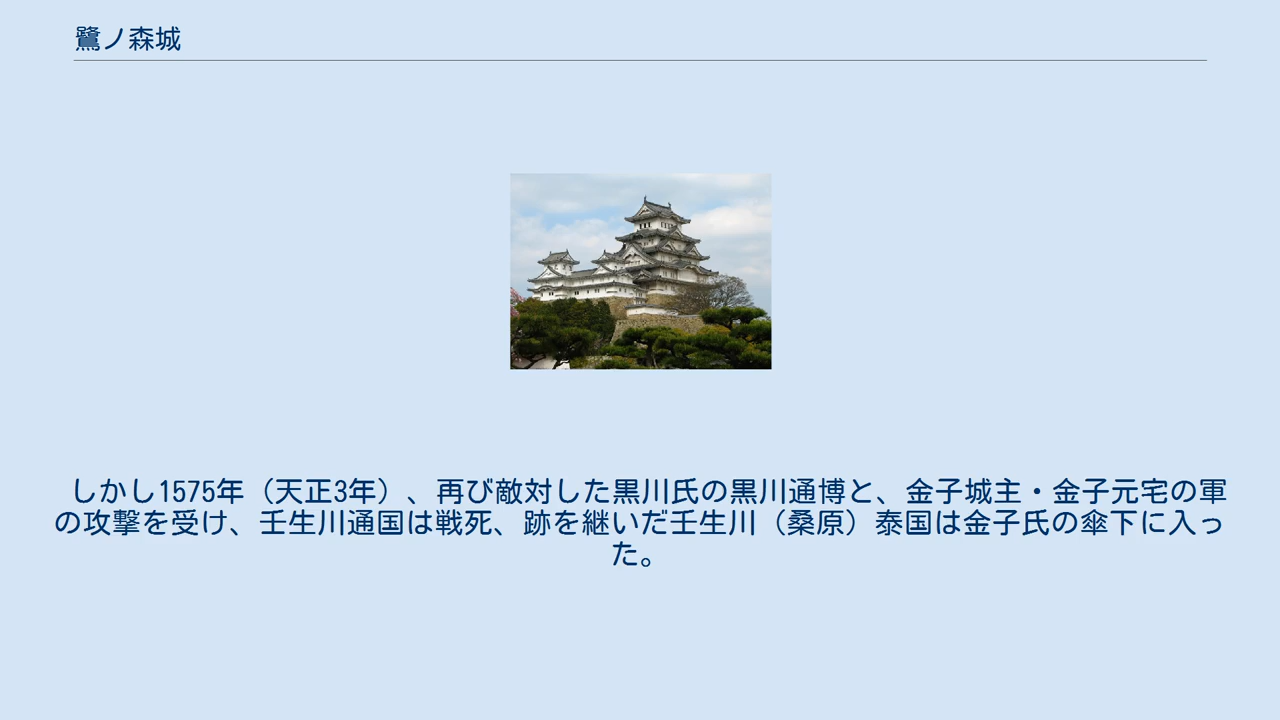 鷺ノ森城
しかし1575年（天正3年）、再び敵対した黒川氏の黒川通博と、金子城主・金子元宅の軍
の攻撃を受け、壬生川通国は戦死、跡を継いだ壬生川（桑原）泰国は金子氏の傘下に入っ
た。